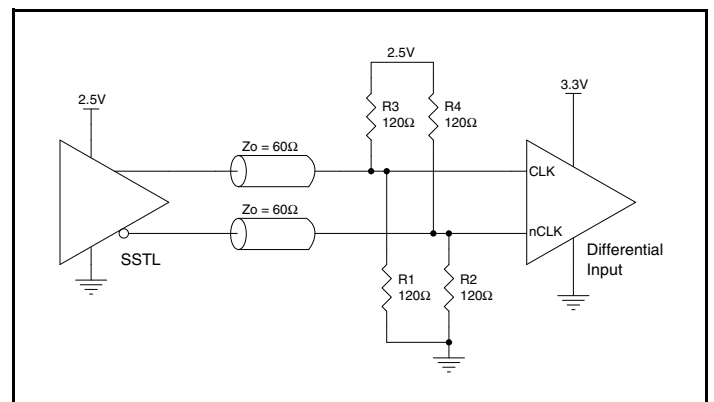 2.5V
2.5V
3.3V
R3
120Ω
R4
120Ω
Zo = 60Ω
CLK
Zo = 60Ω
nCLK
SSTL
Differential
Input
R1
120Ω
R2
120Ω